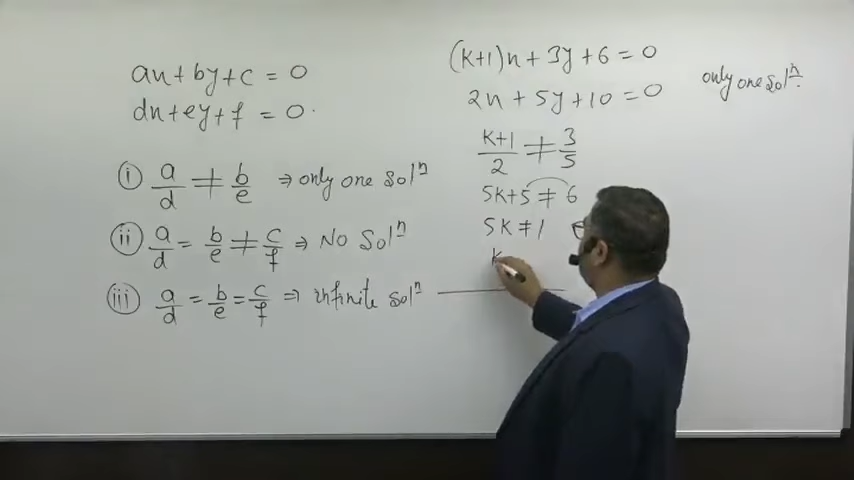 ax+by+c = 0
dx+ey+f = 0.
(i) a/d ≠ b/e ⇒ only one Solⁿ
(ii) a/d = b/e ≠ c/f ⇒ No Solⁿ
(iii) a/d = b/e = c/f ⇒ infinite Solⁿ
(K+1)x + 3y + 6 = 0
2x + 5y + 10 = 0
only one Solⁿ.
K+1/2 ≠ 3/5
5K+5 ≠ 6
5K ≠ 1
K